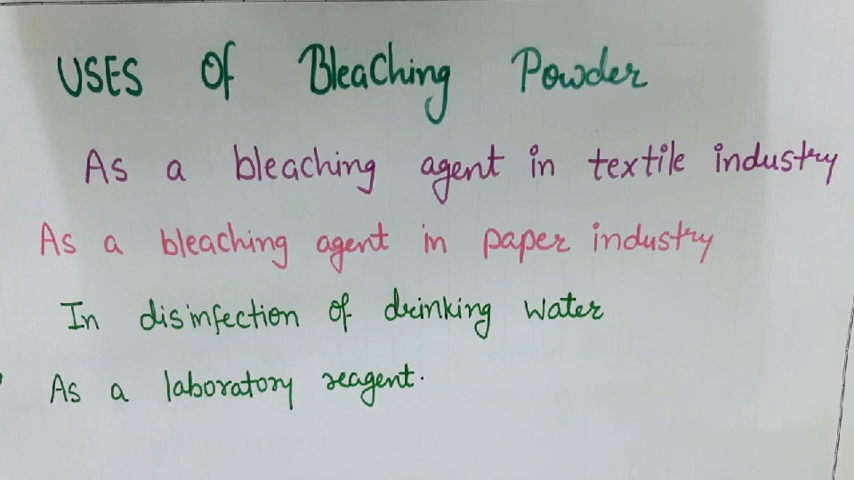 USES Of BleaChing Powder
As a bleaching agent in textile industry
As a bleaching agent in paper industry
In disinfection of drinking water
As a laboratory reagent.